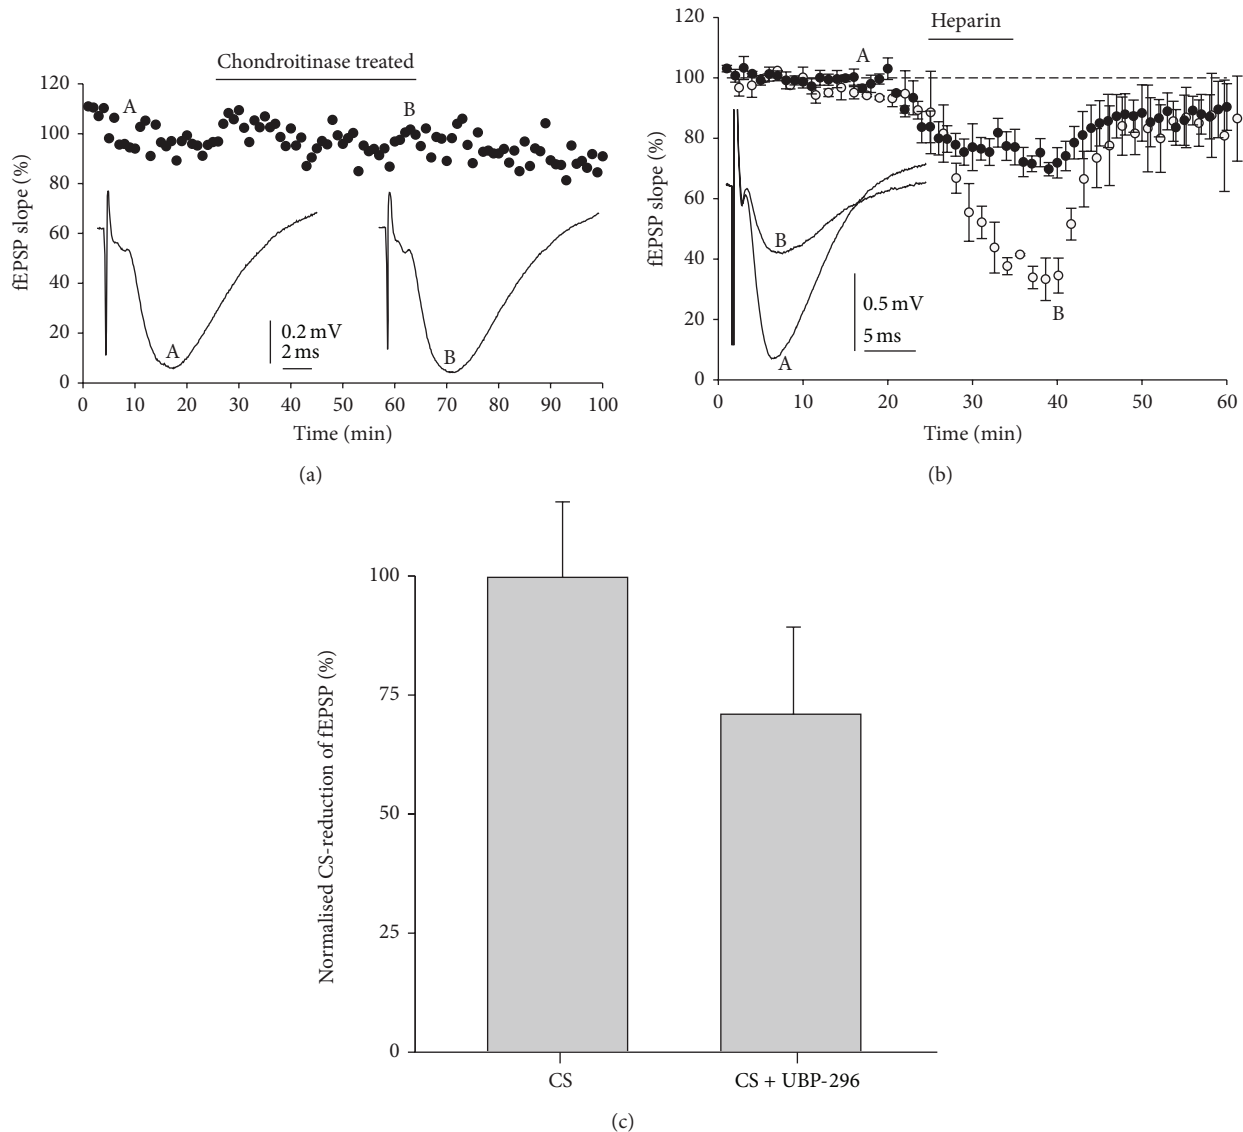 Chondroitinase treated
120
100
80
60
40
20
0
fEPSP slope (%)
A
B
A
B
0.2 mV
2 ms
0 10 20 30 40 50 60 70 80 90 100
Time (min)
(a)
Heparin
120
100
80
60
40
20
0
fEPSP slope (%)
A
B
B
A
0.5 mV
5 ms
0 10 20 30 40 50 60
Time (min)
(b)
100
75
50
25
0
Normalised CS-reduction of fEPSP (%)
CS
CS + UBP-296
(c)